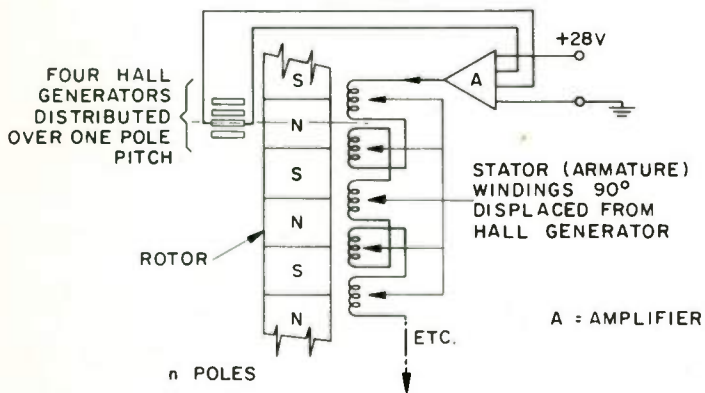 +28V
FOUR HALL
GENERATORS
DISTRIBUTED
OVER ONE POLE
PITCH
A
S
N
S
N
S
N
STATOR (ARMATURE)
WINDINGS 90°
DISPLACED FROM
HALL GENERATOR
ROTOR
A = AMPLIFIER
ETC.
n POLES